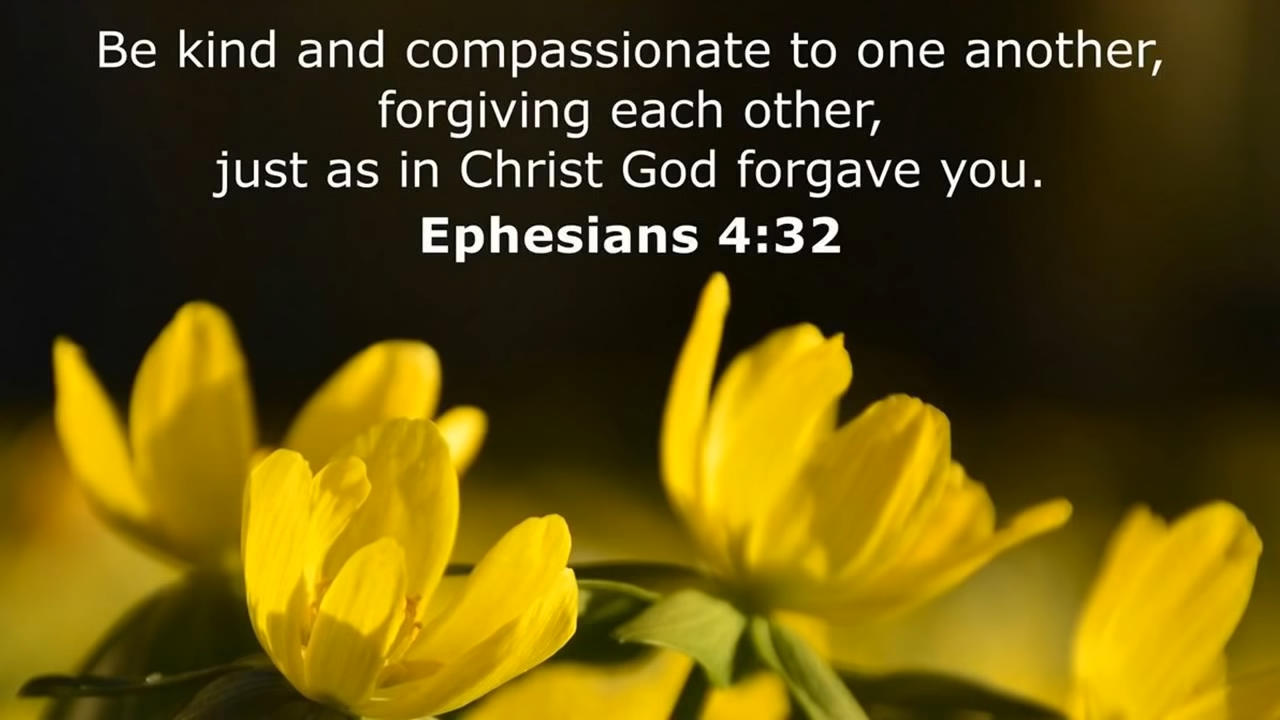 Be kind and compassionate to one another,
forgiving each other,
just as in Christ God forgave you.
Ephesians 4:32